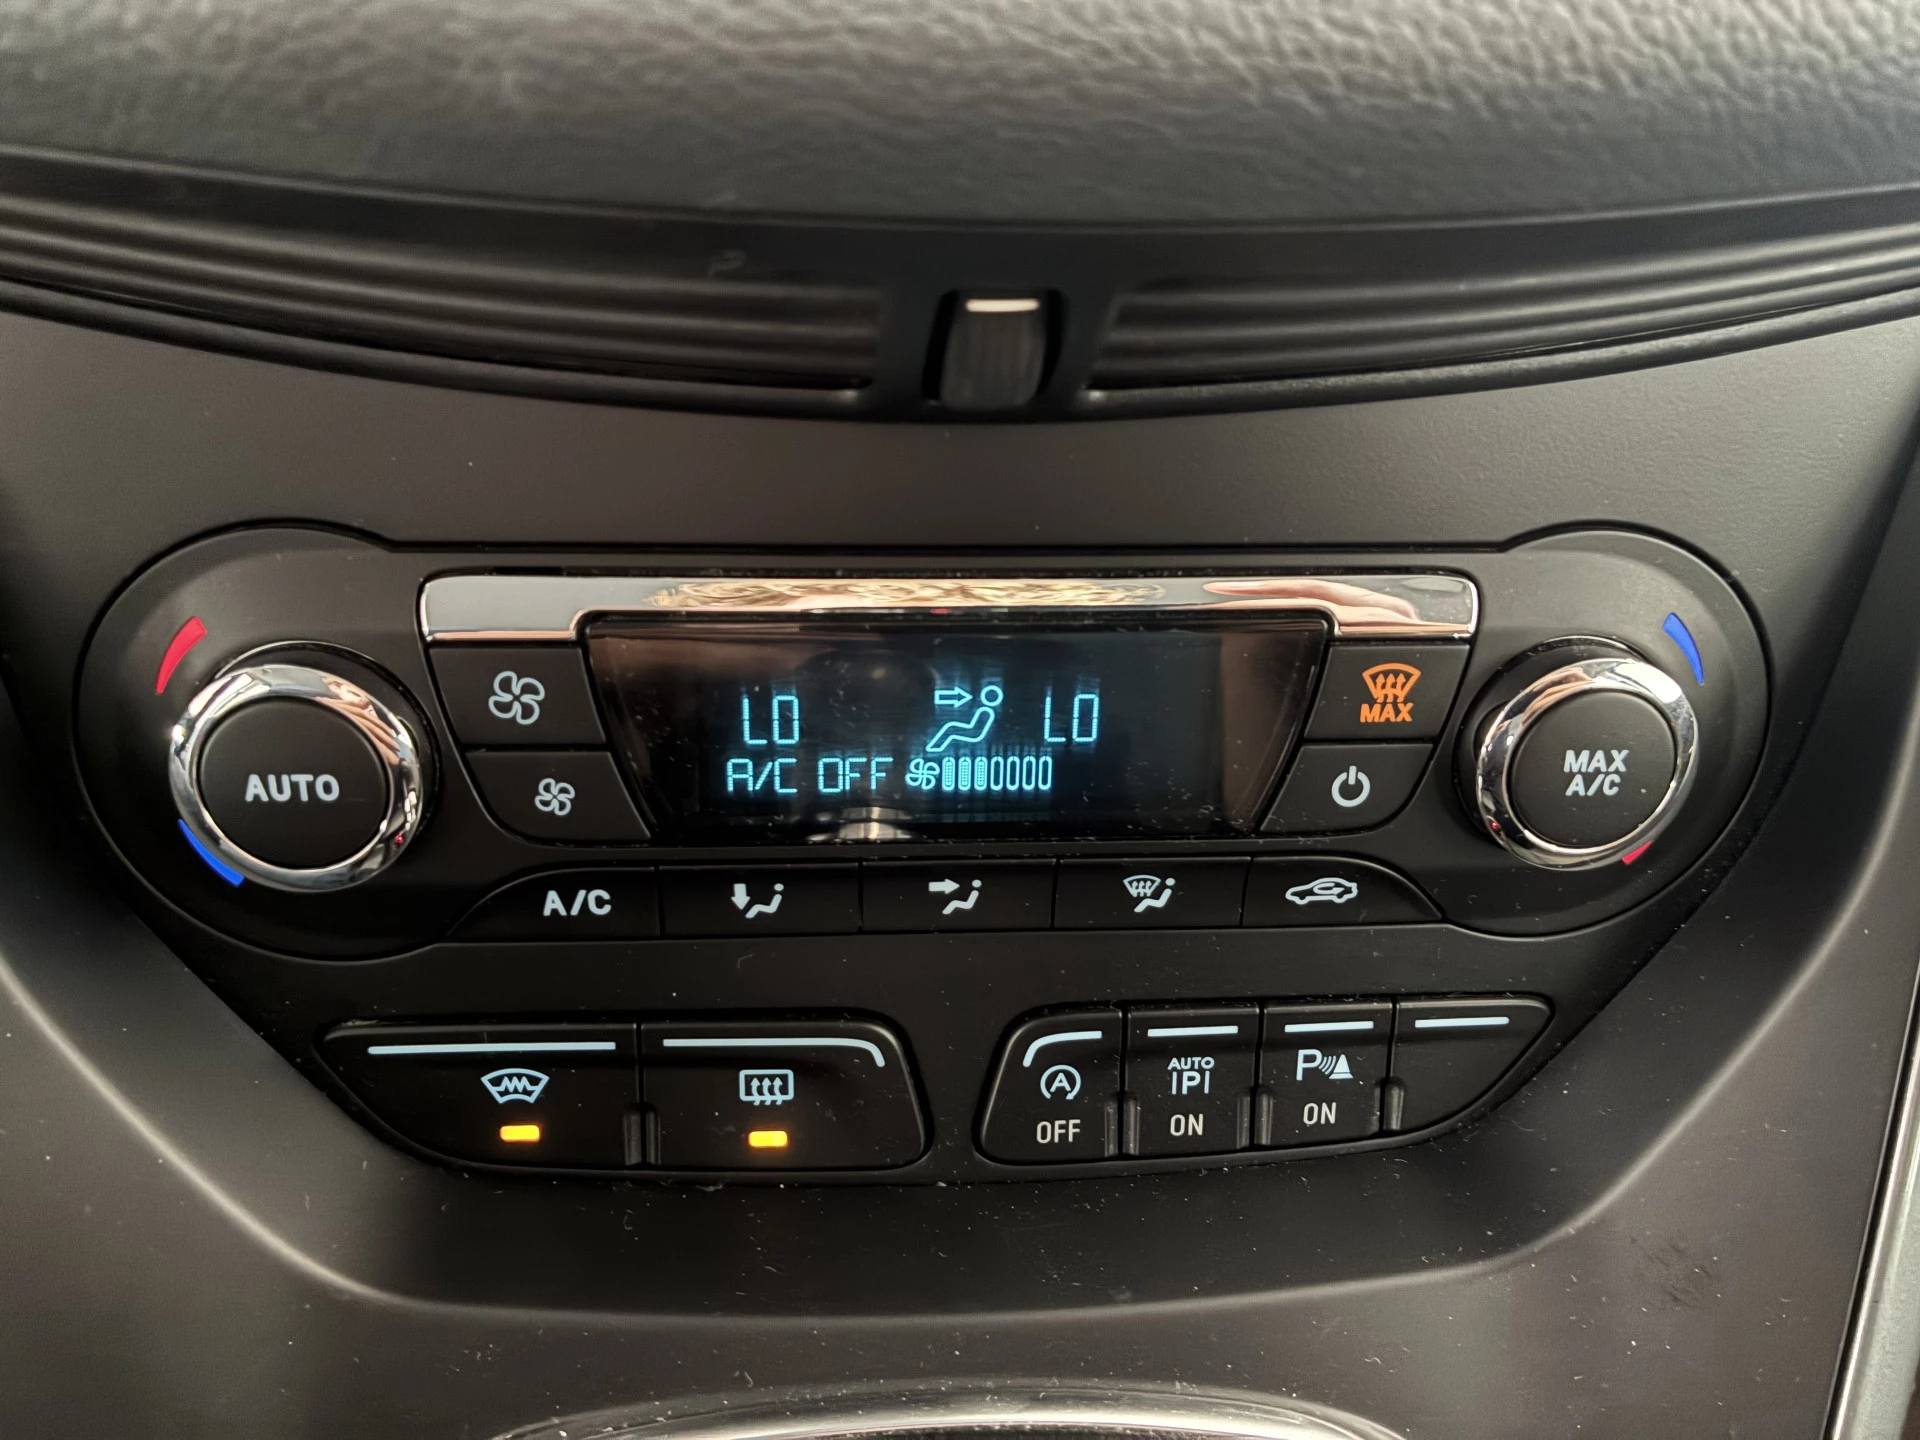 LO LO
A/C OFF
MAX
AUTO
MAX
A/C
A/C
A
OFF
AUTO
P
ON
P
ON